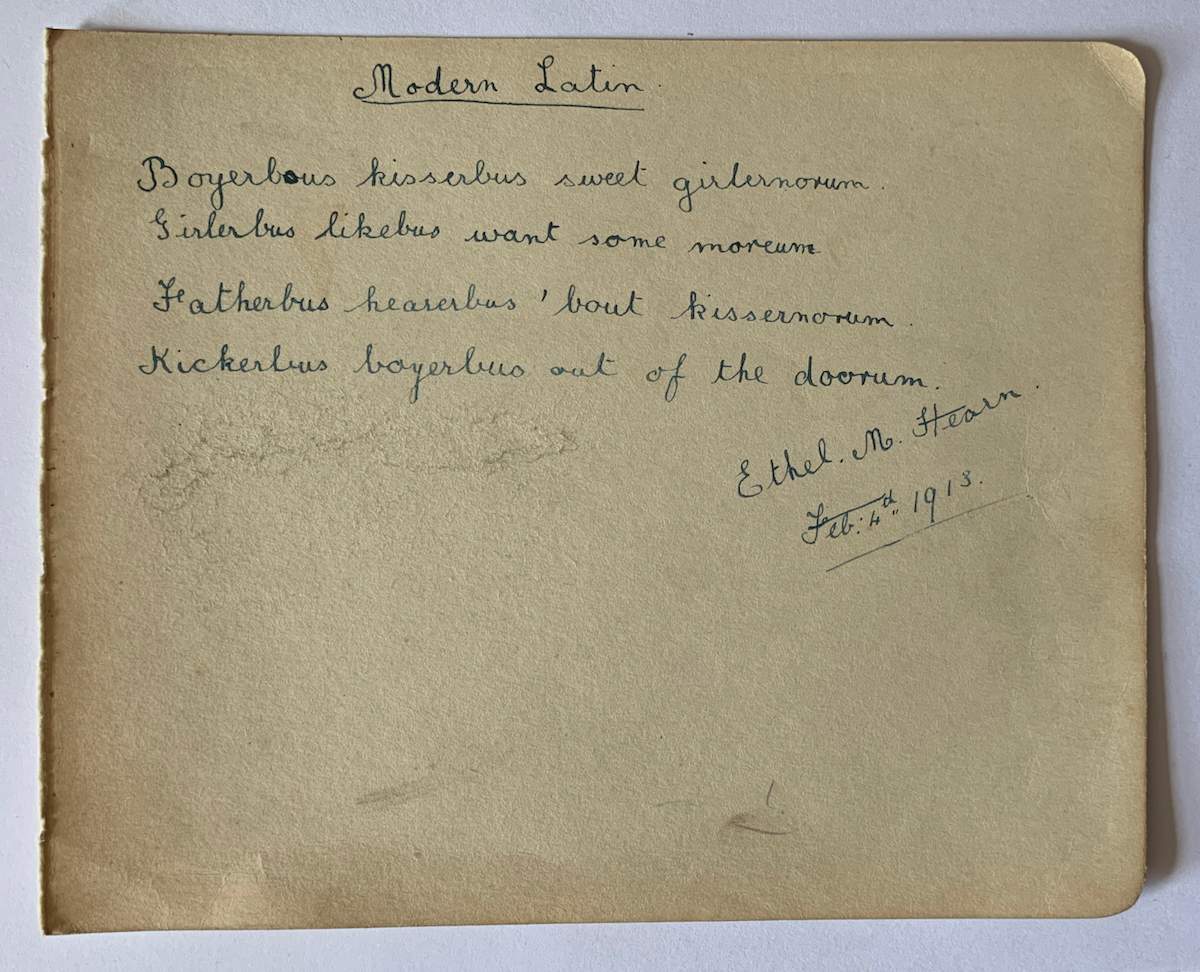 Modern Latin.
Boyerbous kisserbus sweet girlernorum.
Girlerbus likebus want some moreum
Fatherbus hearerbus 'bout kissernorum.
Kickerbus boyerbus out of the doorum.
Ethel. M. Hearn.
Feb: 4th 1913.